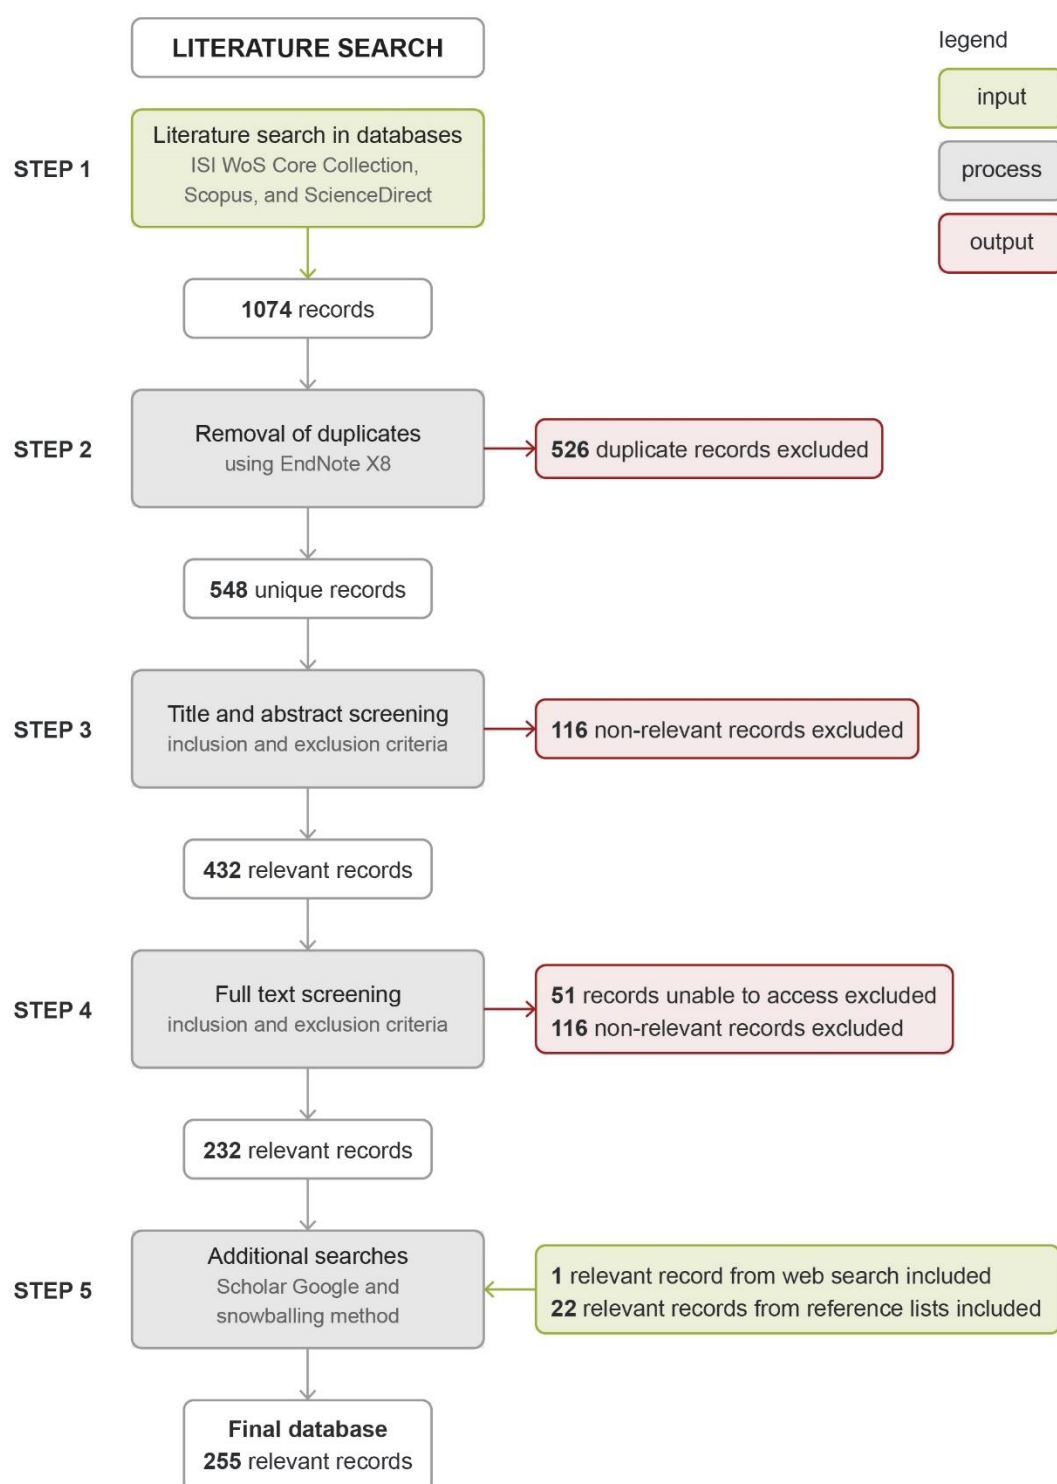 LITERATURE SEARCH
legend
input
process
output
STEP 1
Literature search in databases
ISI WoS Core Collection,
Scopus, and ScienceDirect
1074 records
STEP 2
Removal of duplicates
using EndNote X8
526 duplicate records excluded
548 unique records
STEP 3
Title and abstract screening
inclusion and exclusion criteria
116 non-relevant records excluded
432 relevant records
STEP 4
Full text screening
inclusion and exclusion criteria
51 records unable to access excluded
116 non-relevant records excluded
232 relevant records
STEP 5
Additional searches
Scholar Google and
snowballing method
1 relevant record from web search included
22 relevant records from reference lists included
Final database
255 relevant records